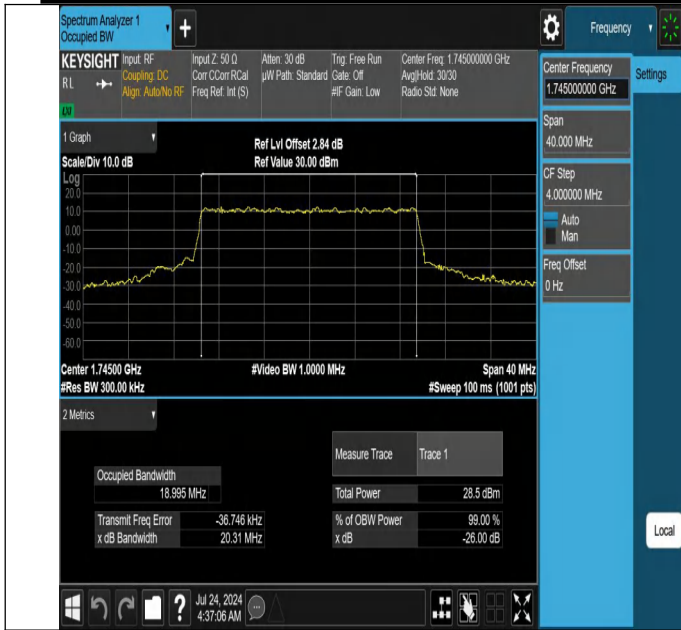 Spectrum Analyzer 1
Occupied BW
+
Frequency
KEYSIGHT
RL
LXI
Input: RF
Coupling: DC
Align: Auto/No RF
Input Z: 50 Ω
Corr CCorr RCal
Freq Ref: Int (S)
Atten: 30 dB
µW Path: Standard
Trig: Free Run
Gate: Off
#IF Gain: Low
Center Freq: 1.745000000 GHz
Avg|Hold: 30/30
Radio Std: None
Center Frequency
1.745000000 GHz
Settings
Span
40.000 MHz
CF Step
4.000000 MHz
Auto
Man
Freq Offset
0 Hz
1 Graph
Scale/Div 10.0 dB
Ref Lvl Offset 2.84 dB
Ref Value 30.00 dBm
Log
20.0
10.0
0.00
-10.0
-20.0
-30.0
-40.0
-50.0
-60.0
Center 1.74500 GHz
#Video BW 1.0000 MHz
Span 40 MHz
#Res BW 300.00 kHz
#Sweep 100 ms (1001 pts)
2 Metrics
Measure Trace
Trace 1
Occupied Bandwidth
18.995 MHz
Total Power
28.5 dBm
Transmit Freq Error
-36.746 kHz
% of OBW Power
99.00 %
x dB Bandwidth
20.31 MHz
x dB
-26.00 dB
Local
?
Jul 24, 2024
4:37:06 AM